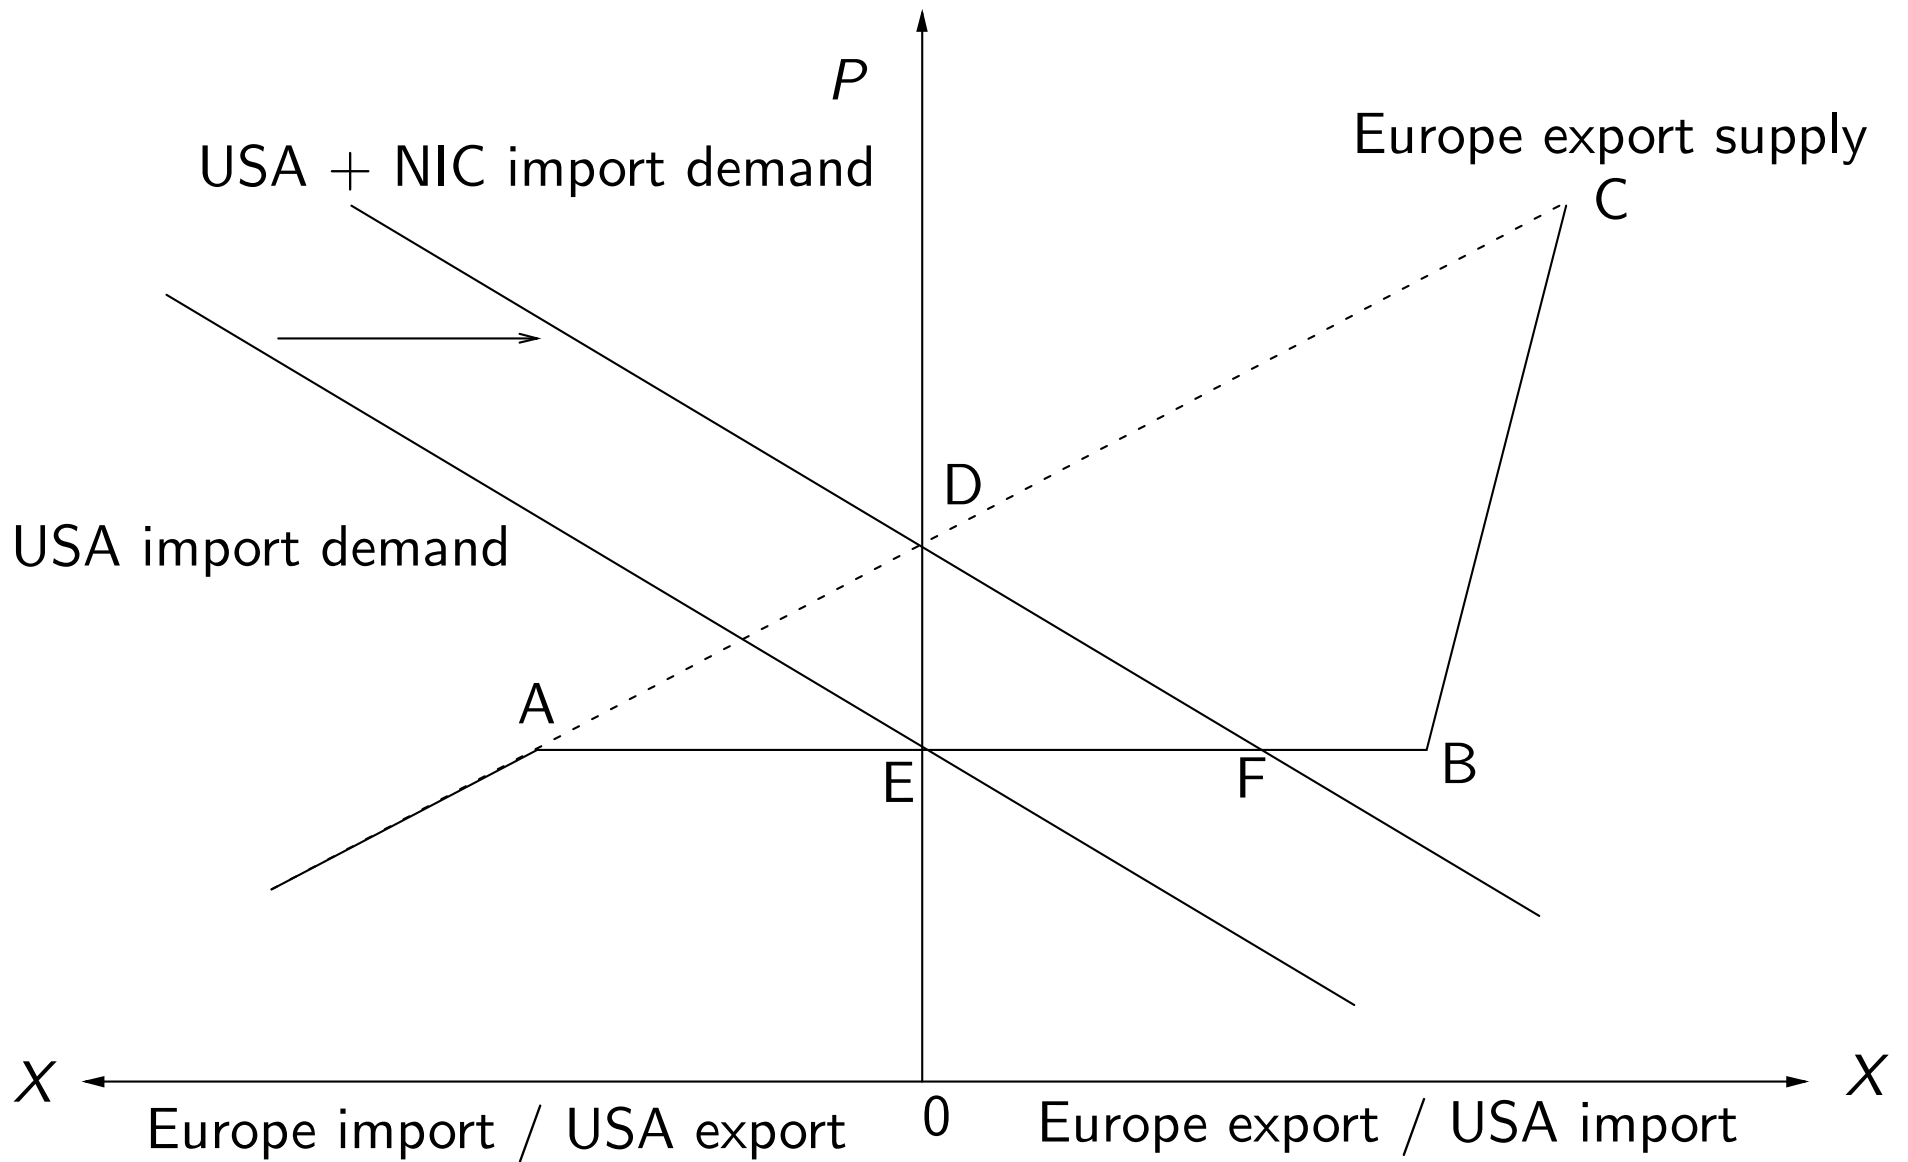 P
Europe export supply
USA + NIC import demand
C
D
USA import demand
A
E
F
B
X
X
0
Europe import / USA export
Europe export / USA import